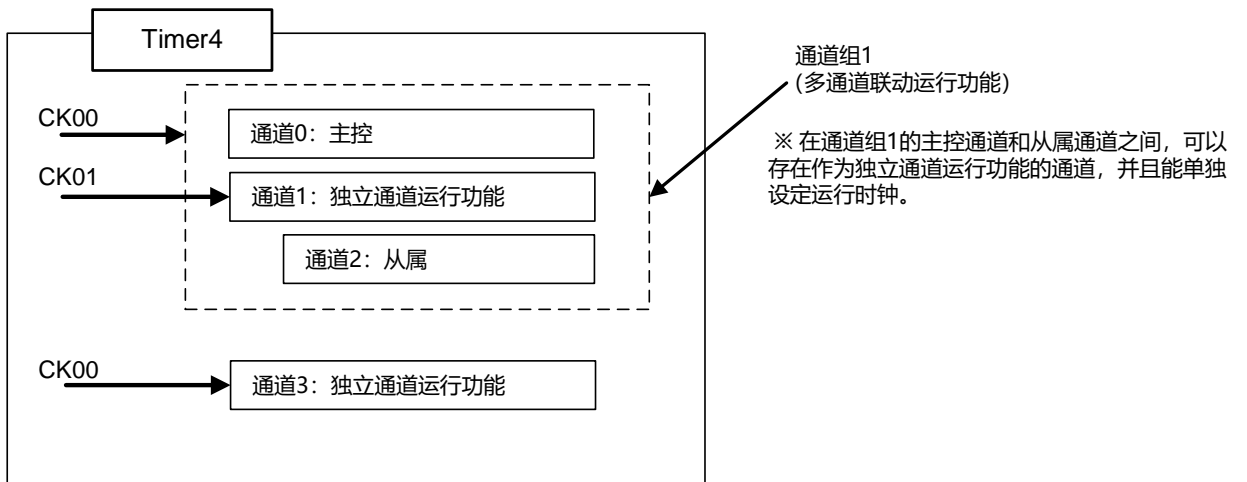 Timer4
通道组1
(多通道联动运行功能)
CK00
通道0：主控
※ 在通道组1的主控通道和从属通道之间，可以
存在作为独立通道运行功能的通道，并且能单独
设定运行时钟。
CK01
通道1：独立通道运行功能
通道2：从属
CK00
通道3：独立通道运行功能